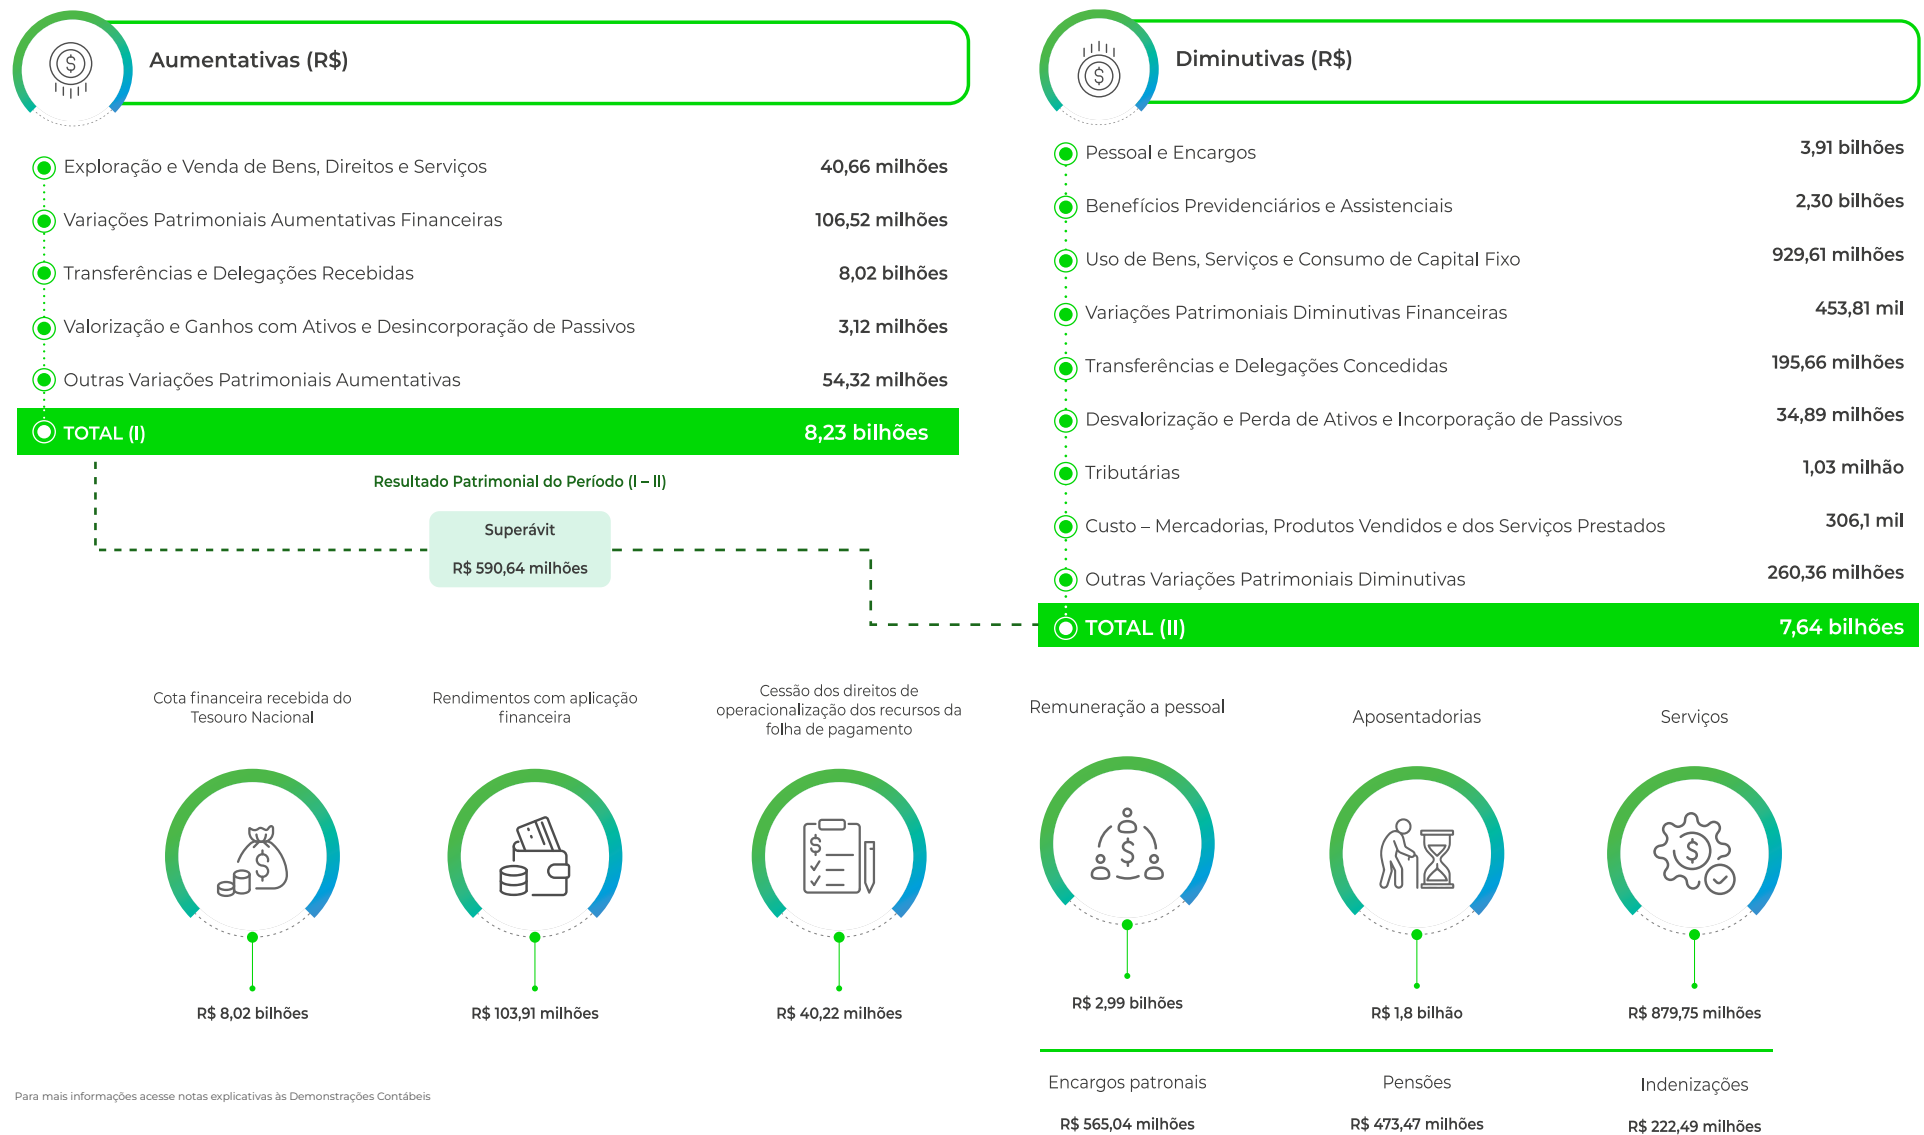 Aumentativas (R$)
Exploração e Venda de Bens, Direitos e Serviços 40,66 milhões
Variações Patrimoniais Aumentativas Financeiras 106,52 milhões
Transferências e Delegações Recebidas 8,02 bilhões
Valorização e Ganhos com Ativos e Desincorporação de Passivos 3,12 milhões
Outras Variações Patrimoniais Aumentativas 54,32 milhões
TOTAL (I) 8,23 bilhões
Resultado Patrimonial do Período (I – II)
Superávit
R$ 590,64 milhões
Diminutivas (R$)
Pessoal e Encargos 3,91 bilhões
Benefícios Previdenciários e Assistenciais 2,30 bilhões
Uso de Bens, Serviços e Consumo de Capital Fixo 929,61 milhões
Variações Patrimoniais Diminutivas Financeiras 453,81 mil
Transferências e Delegações Concedidas 195,66 milhões
Desvalorização e Perda de Ativos e Incorporação de Passivos 34,89 milhões
Tributárias 1,03 milhão
Custo – Mercadorias, Produtos Vendidos e dos Serviços Prestados 306,1 mil
Outras Variações Patrimoniais Diminutivas 260,36 milhões
TOTAL (II) 7,64 bilhões
Cota financeira recebida do
Tesouro Nacional
R$ 8,02 bilhões
Rendimentos com aplicação
financeira
R$ 103,91 milhões
Cessão dos direitos de
operacionalização dos recursos da
folha de pagamento
R$ 40,22 milhões
Remuneração a pessoal
R$ 2,99 bilhões
Aposentadorias
R$ 1,8 bilhão
Serviços
R$ 879,75 milhões
Encargos patronais
R$ 565,04 milhões
Pensões
R$ 473,47 milhões
Indenizações
R$ 222,49 milhões
Para mais informações acesse notas explicativas às Demonstrações Contábeis